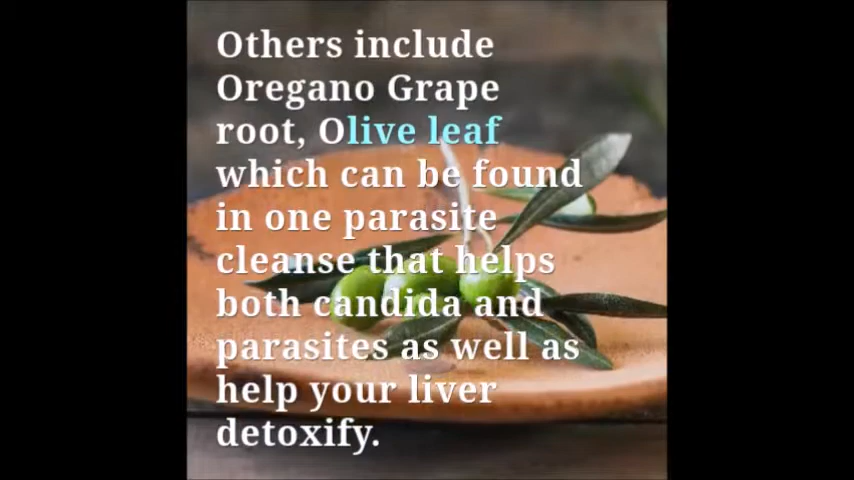 Others include
Oregano Grape
root, Olive leaf
which can be found
in one parasite
cleanse that helps
both candida and
parasites as well as
help your liver
detoxify.